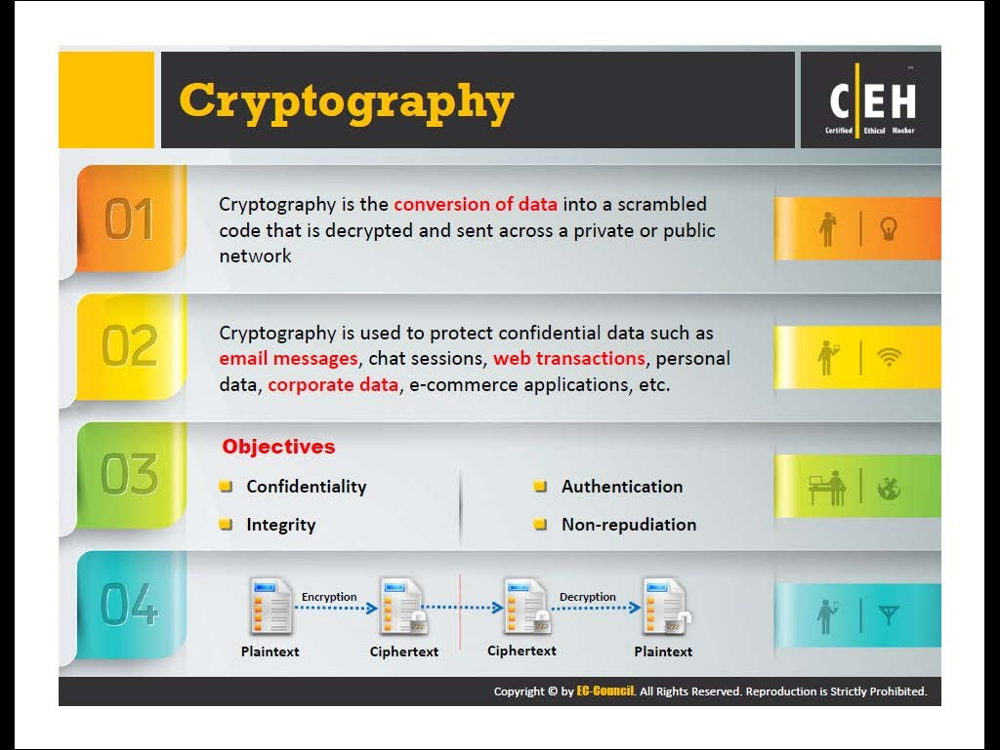 Cryptography
C|EH
Certified Ethical Hacker
01
Cryptography is the conversion of data into a scrambled
code that is decrypted and sent across a private or public
network
02
Cryptography is used to protect confidential data such as
email messages, chat sessions, web transactions, personal
data, corporate data, e-commerce applications, etc.
03
Objectives
Confidentiality
Authentication
Integrity
Non-repudiation
04
Encryption
Decryption
Plaintext
Ciphertext
Ciphertext
Plaintext
Copyright © by EC-Council. All Rights Reserved. Reproduction is Strictly Prohibited.